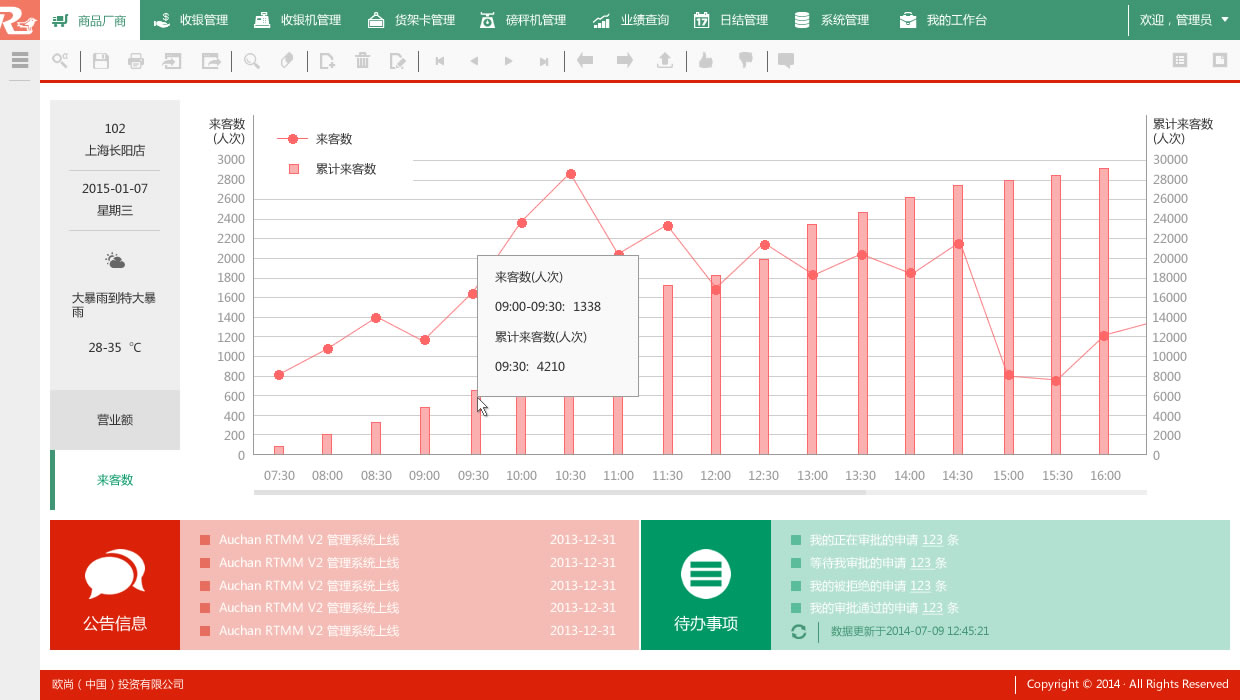 商品厂商 收银管理 收银机管理 货架卡管理 磅秤机管理 业绩查询 17 日结管理 系统管理 我的工作台 欢迎，管理员
102
上海长阳店
2015-01-07
星期三
大暴雨到特大暴
雨
28-35 ℃
营业额
来客数
来客数
(人次)
来客数
累计来客数
累计来客数
(人次)
3000 30000
2800 28000
2600 26000
2400 24000
2200 22000
2000 20000
1800 18000
1600 16000
1400 14000
1200 12000
1000 10000
800 8000
600 6000
400 4000
200 2000
0 0
来客数(人次)
09:00-09:30: 1338
累计来客数(人次)
09:30: 4210
07:30 08:00 08:30 09:00 09:30 10:00 10:30 11:00 11:30 12:00 12:30 13:00 13:30 14:00 14:30 15:00 15:30 16:00
公告信息
Auchan RTMM V2 管理系统上线 2013-12-31
Auchan RTMM V2 管理系统上线 2013-12-31
Auchan RTMM V2 管理系统上线 2013-12-31
Auchan RTMM V2 管理系统上线 2013-12-31
Auchan RTMM V2 管理系统上线 2013-12-31
待办事项
我的正在审批的申请 123 条
等待我审批的申请 123 条
我的被拒绝的申请 123 条
我的审批通过的申请 123 条
数据更新于2014-07-09 12:45:21
欧尚（中国）投资有限公司 Copyright © 2014 · All Rights Reserved